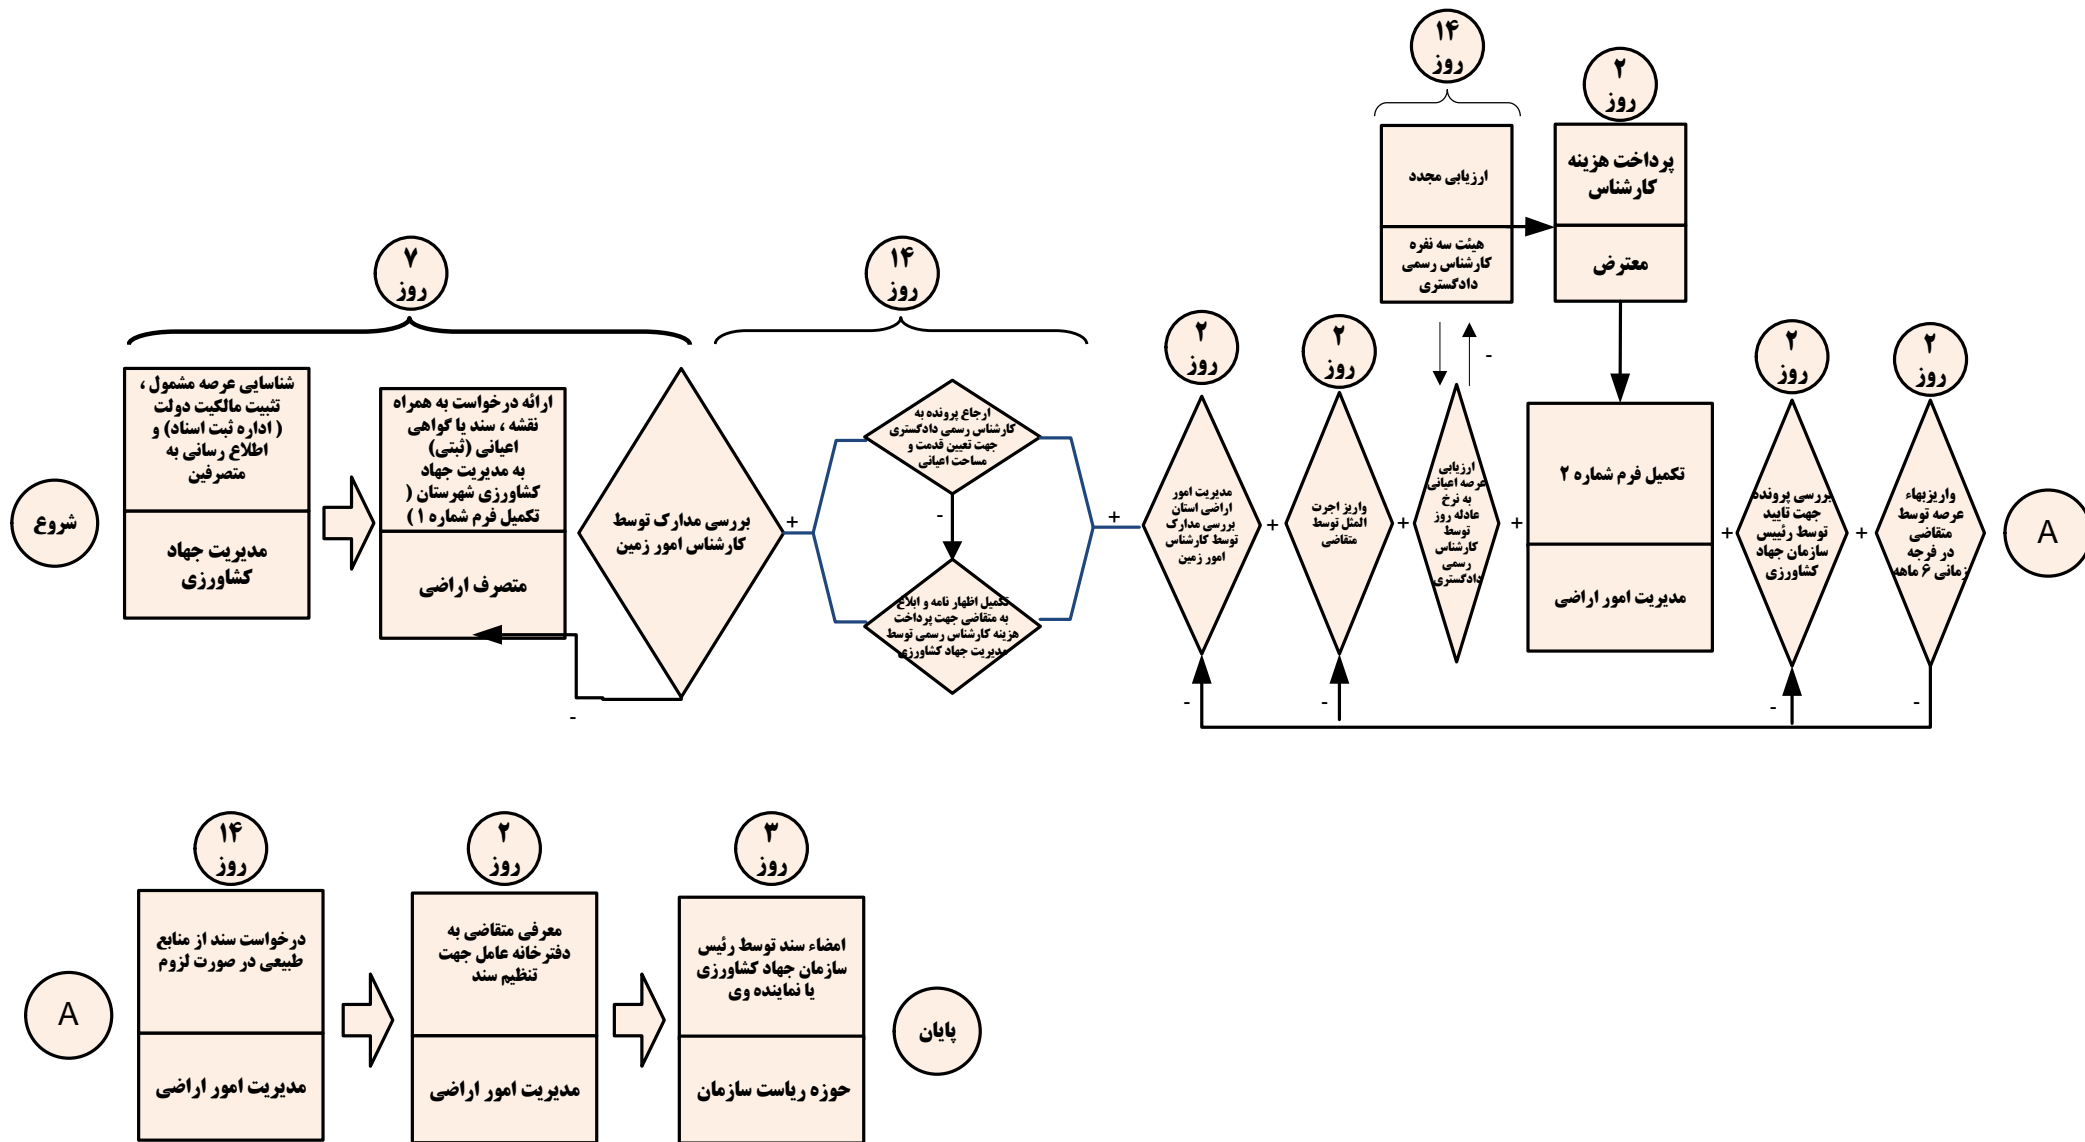 شروع
۷
روز
شناسایی عرصه مشمول ،
تثبیت مالکیت دولت
( اداره ثبت اسناد) و
اطلاع رسانی به
متصرفین
مدیریت جهاد
کشاورزی
ارائه درخواست به همراه
نقشه ، سند یا گواهی
اعیانی (ثبتی)
به مدیریت جهاد
کشاورزی شهرستان (
تکمیل فرم شماره ۱ )
متصرف اراضی
بررسی مدارک توسط
کارشناس امور زمین
-
+
۱۴
روز
ارجاع پرونده به
کارشناس رسمی دادگستری
جهت تعیین قدمت و
مساحت اعیانی
-
تکمیل اظهار نامه و ابلاغ
به متقاضی جهت پرداخت
هزینه کارشناس رسمی توسط
مدیریت جهاد کشاورزی
+
۲
روز
مدیریت امور
اراضی استان
بررسی مدارک
توسط کارشناس
امور زمین
-
+
۲
روز
واریز اجرت
المثل توسط
متقاضی
-
+
ارزیابی
عرصه اعیانی
به نرخ
عادله روز
توسط
کارشناس
رسمی
دادگستری
-
۱۴
روز
ارزیابی مجدد
هیئت سه نفره
کارشناس رسمی
دادگستری
۲
روز
پرداخت هزینه
کارشناس
معترض
+
تکمیل فرم شماره ۲
مدیریت امور اراضی
+
۲
روز
بررسی پرونده
جهت تایید
توسط رئیس
سازمان جهاد
کشاورزی
-
+
۲
روز
واریزبهاء
عرصه توسط
متقاضی
در فرجه
زمانی ۶ ماهه
-
A
A
۱۴
روز
درخواست سند از منابع
طبیعی در صورت لزوم
مدیریت امور اراضی
۲
روز
معرفی متقاضی به
دفترخانه عامل جهت
تنظیم سند
مدیریت امور اراضی
۳
روز
امضاء سند توسط رئیس
سازمان جهاد کشاورزی
یا نماینده وی
حوزه ریاست سازمان
پایان